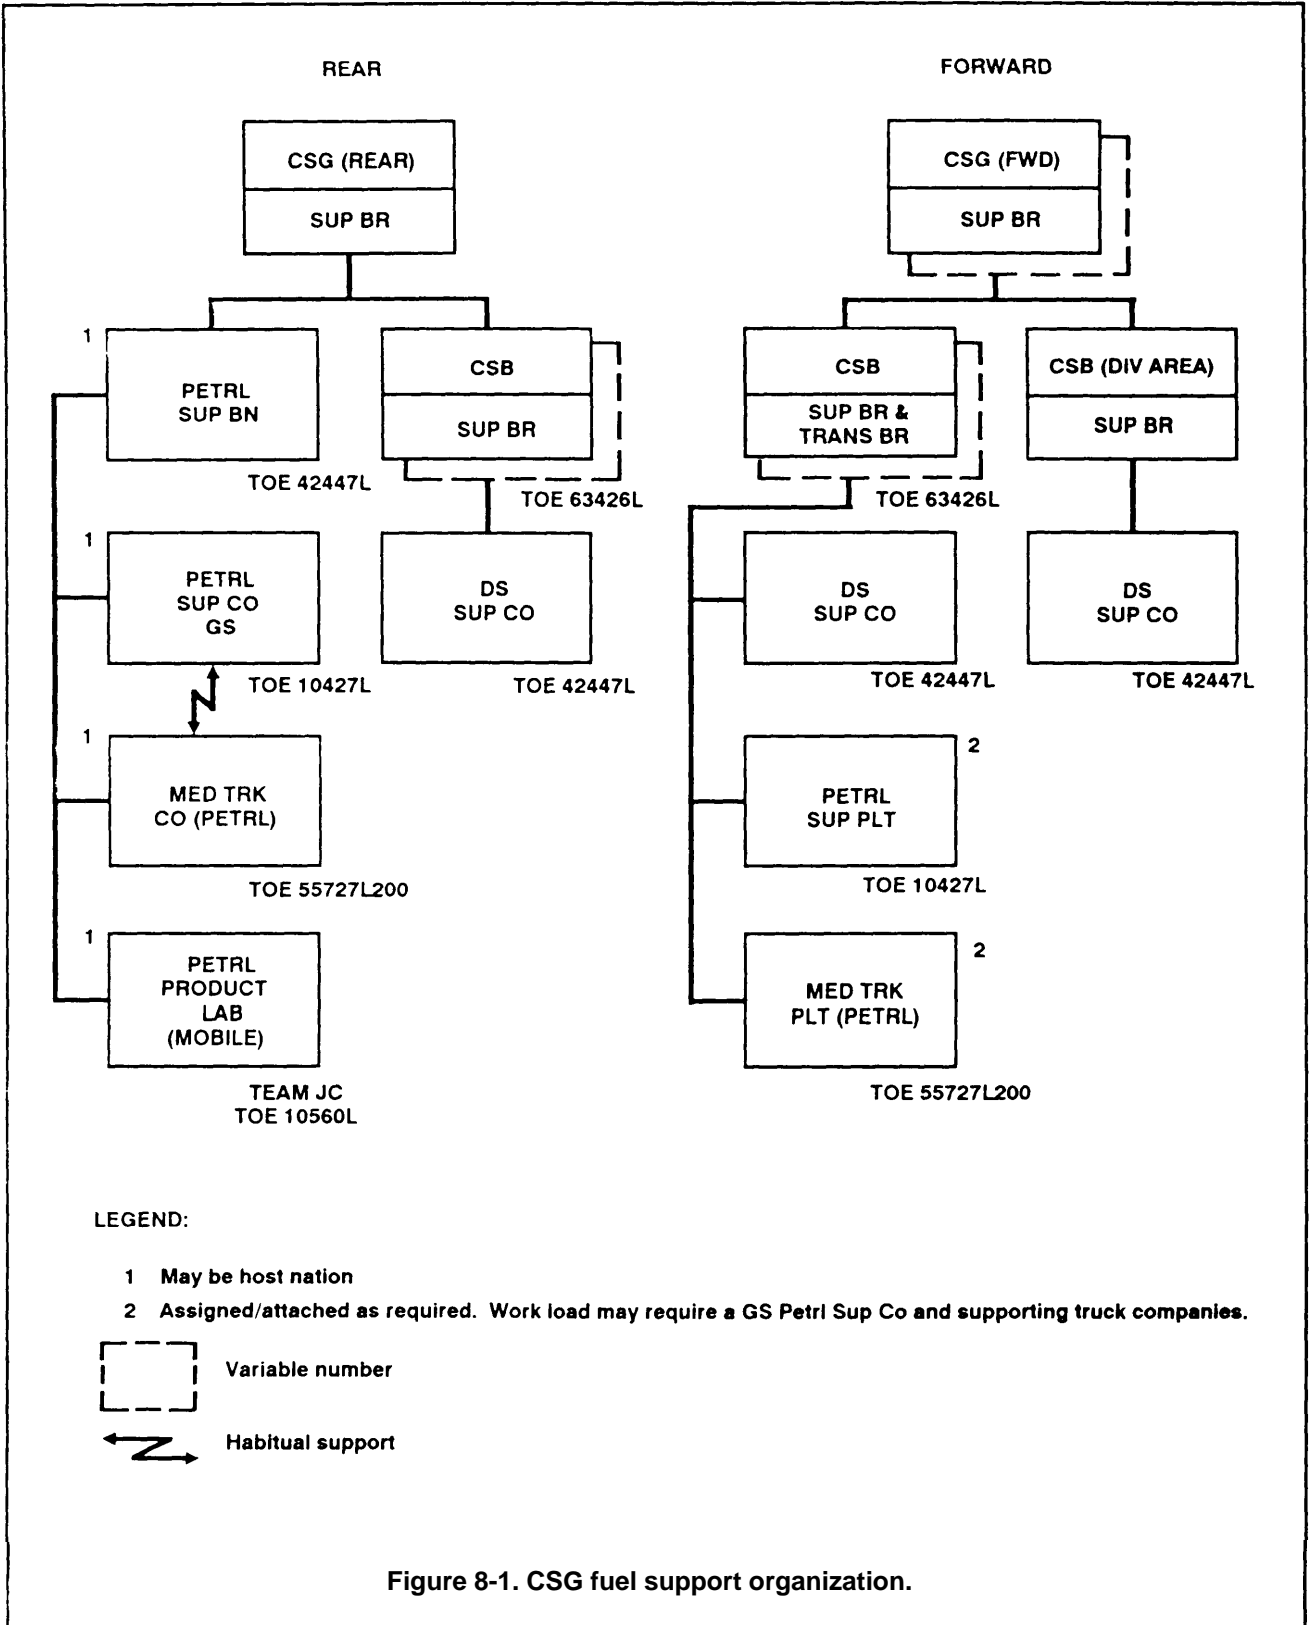 REAR
FORWARD
CSG (REAR)
SUP BR
CSG (FWD)
SUP BR
1
PETRL
SUP BN
TOE 42447L
CSB
SUP BR
TOE 63426L
CSB
SUP BR &
TRANS BR
TOE 63426L
CSB (DIV AREA)
SUP BR
1
PETRL
SUP CO
GS
TOE 10427L
DS
SUP CO
TOE 42447L
DS
SUP CO
TOE 42447L
DS
SUP CO
TOE 42447L
1
MED TRK
CO (PETRL)
TOE 55727L200
PETRL
SUP PLT
2
TOE 10427L
1
PETRL
PRODUCT
LAB
(MOBILE)
TEAM JC
TOE 10560L
MED TRK
PLT (PETRL)
2
TOE 55727L200
LEGEND:
1 May be host nation
2 Assigned/attached as required. Work load may require a GS Petrl Sup Co and supporting truck companies.
Variable number
Habitual support
Figure 8-1. CSG fuel support organization.